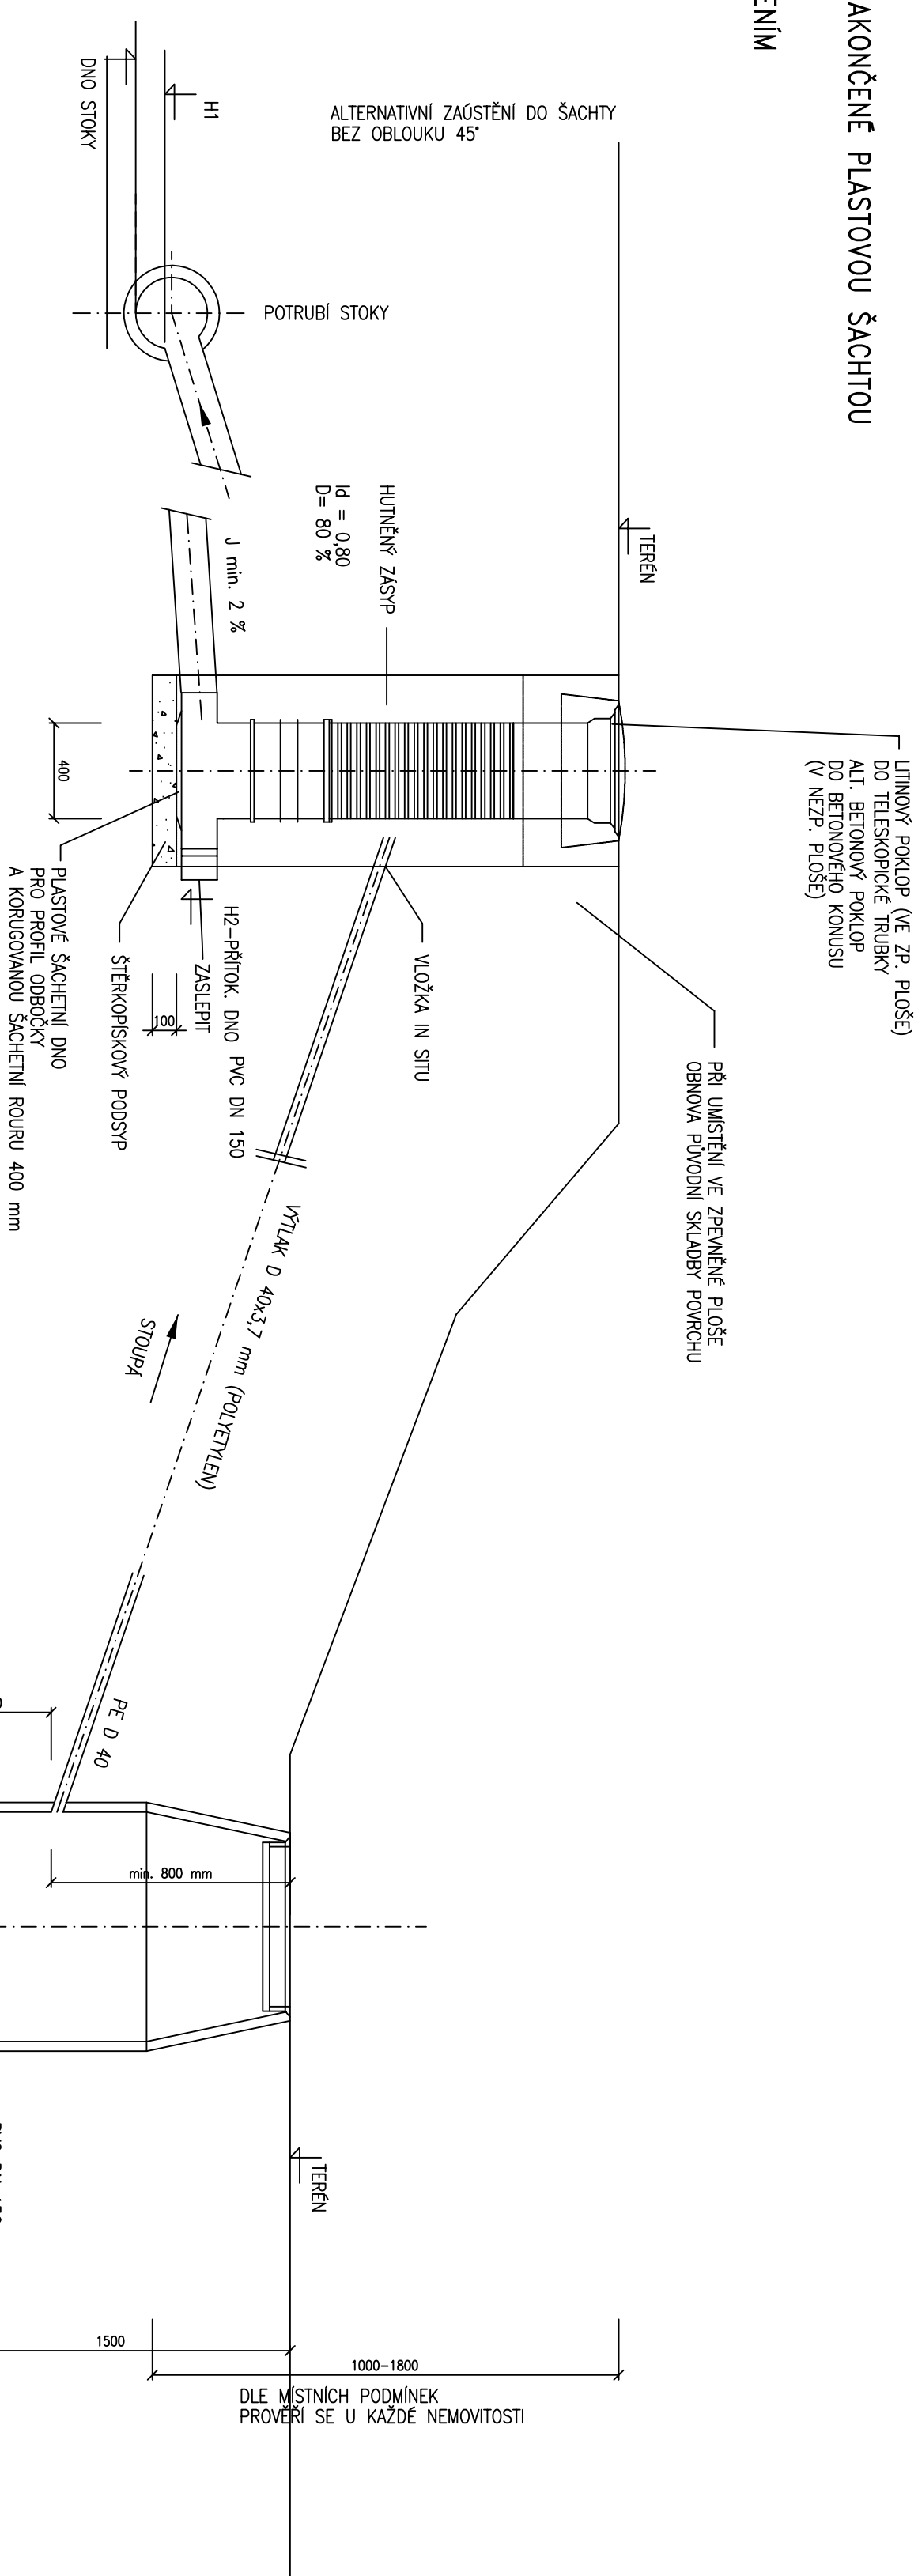 AKONČENÉ PLASTOVOU ŠACHTOU
ENÍM
ALTERNATIVNÍ ZAÚSTĚNÍ DO ŠACHTY
BEZ OBLOUKU 45°
H1
DNO STOKY
POTRUBÍ STOKY
TERÉN
HUTNĚNÝ ZÁSYP
Id = 0,80
D= 80 %
J min. 2 %
LITINOVÝ POKLOP (VE ZP. PLOŠE)
DO TELESKOPICKÉ TRUBKY
ALT. BETONOVÝ POKLOP
DO BETONOVÉHO KONUSU
(V NEZP. PLOŠE)
400
PLASTOVÉ ŠACHETNÍ DNO
PRO PROFIL ODBOČKY
A KORUGOVANOU ŠACHETNÍ ROURU 400 mm
ŠTĚRKOPÍSKOVÝ PODSYP
100
ZASLEPIT
H2-PŘÍTOK. DNO PVC DN 150
VLOŽKA IN SITU
PŘI UMÍSTĚNÍ VE ZPEVNĚNÉ PLOŠE
OBNOVA PŮVODNÍ SKLADBY POVRCHU
VÝTLAK D 40x3,7 mm (POLYETYLEN)
STOUPÁ
PE D 40
min. 800 mm
TERÉN
1500
1000-1800
DLE MÍSTNÍCH PODMÍNEK
PROVĚŘÍ SE U KAŽDÉ NEMOVITOSTI